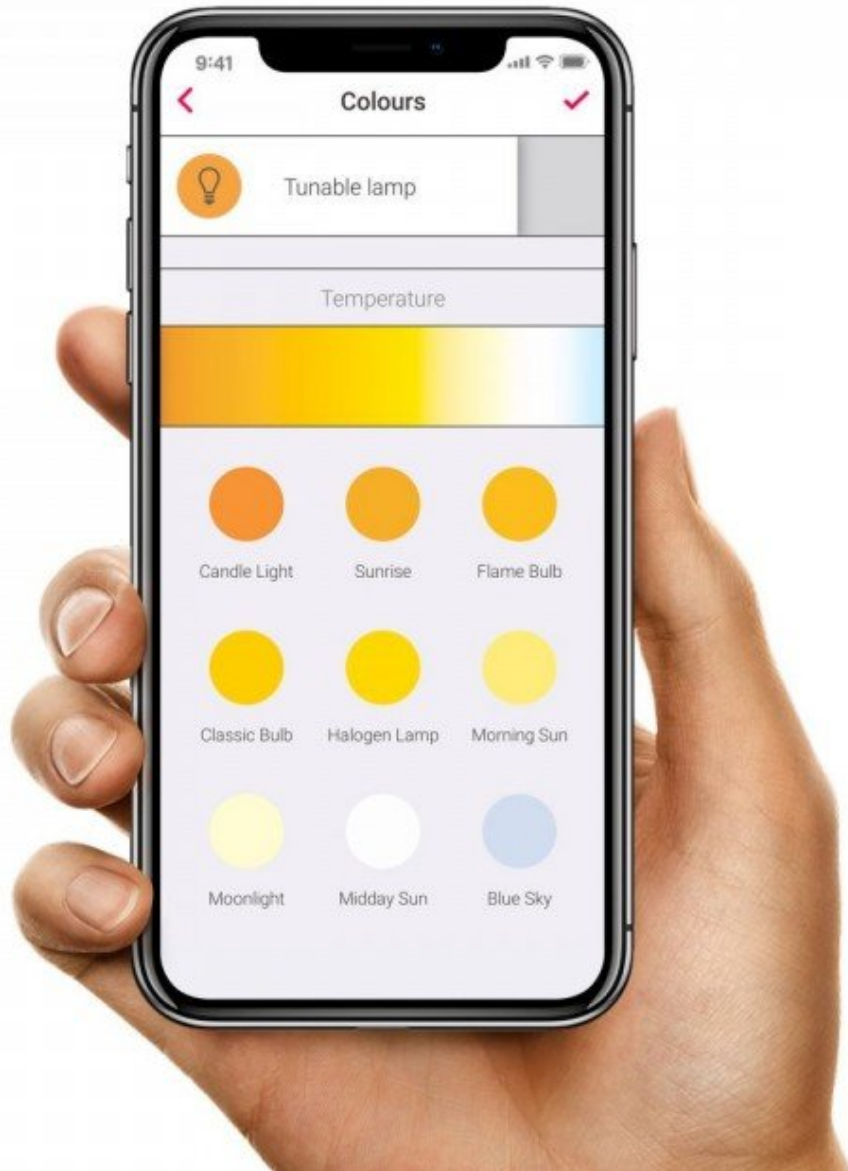 9:41
Colours
Tunable lamp
Temperature
Candle Light Sunrise Flame Bulb
Classic Bulb Halogen Lamp Morning Sun
Moonlight Midday Sun Blue Sky